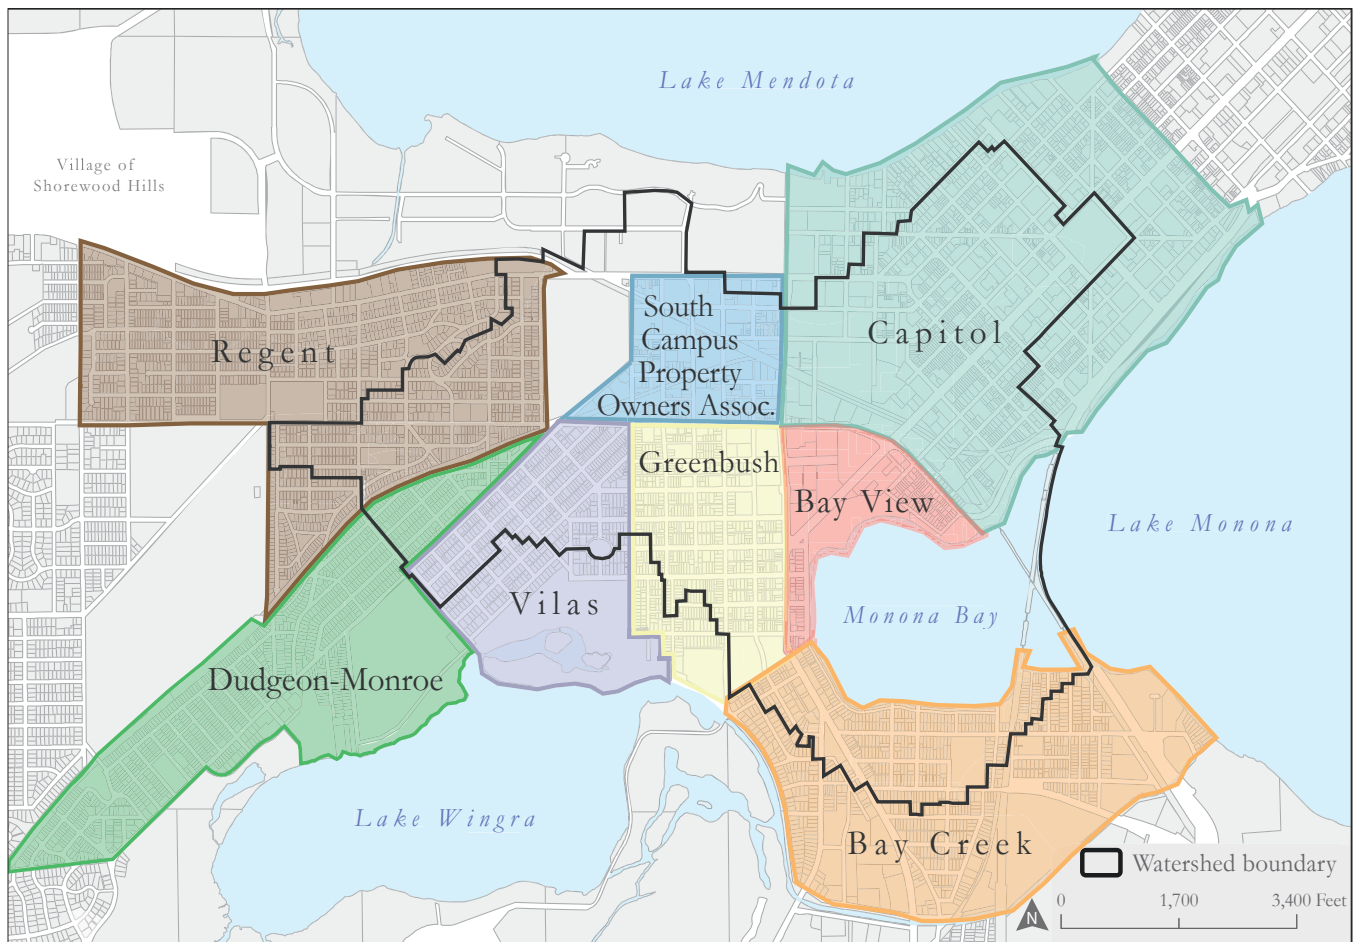 Lake Mendota
Village of
Shorewood Hills
South
Campus
Property
Owners Assoc.
Capitol
Regent
Greenbush
Bay View
Lake Monona
Vilas
Monona Bay
Dudgeon-Monroe
Lake Wingra
Bay Creek
Watershed boundary
N
0 1,700 3,400 Feet